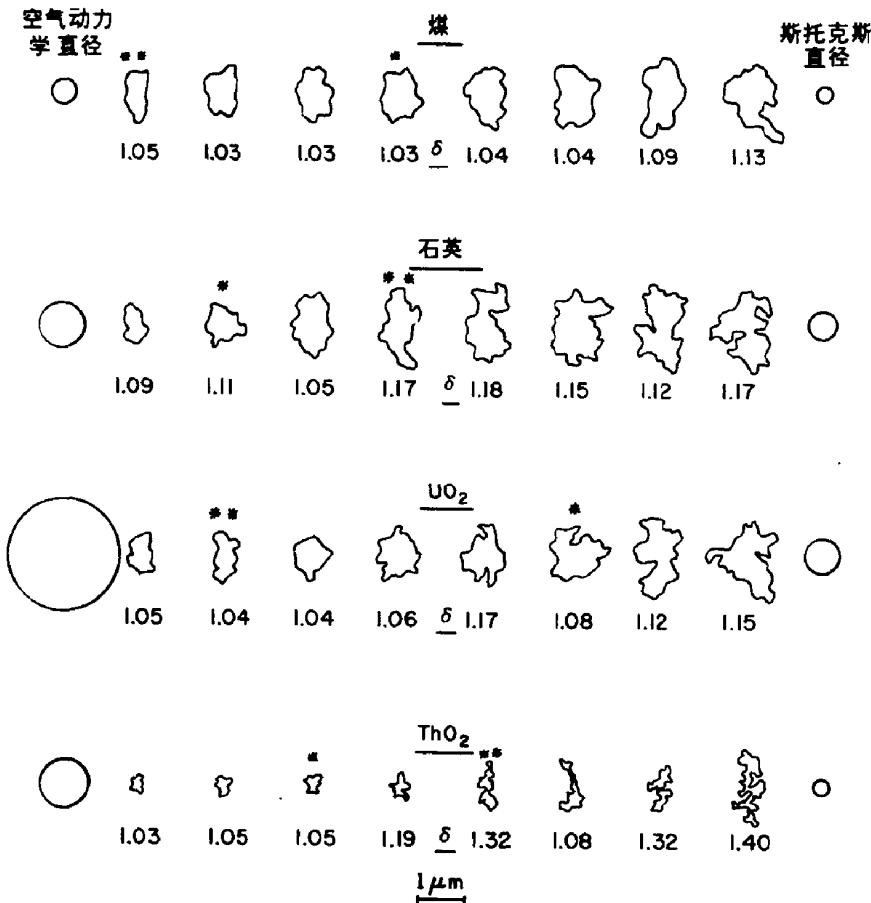 空气动力
学直径
煤
斯托克斯
直径
** *
1.05 1.03 1.03 1.03 δ 1.04 1.04 1.09 1.13
石英
* ** 
1.09 1.11 1.05 1.17 δ 1.18 1.15 1.12 1.17
UO₂
** *
1.05 1.04 1.04 1.06 δ 1.17 1.08 1.12 1.15
ThO₂
* **
1.03 1.05 1.05 1.19 δ 1.32 1.08 1.32 1.40
1 μm